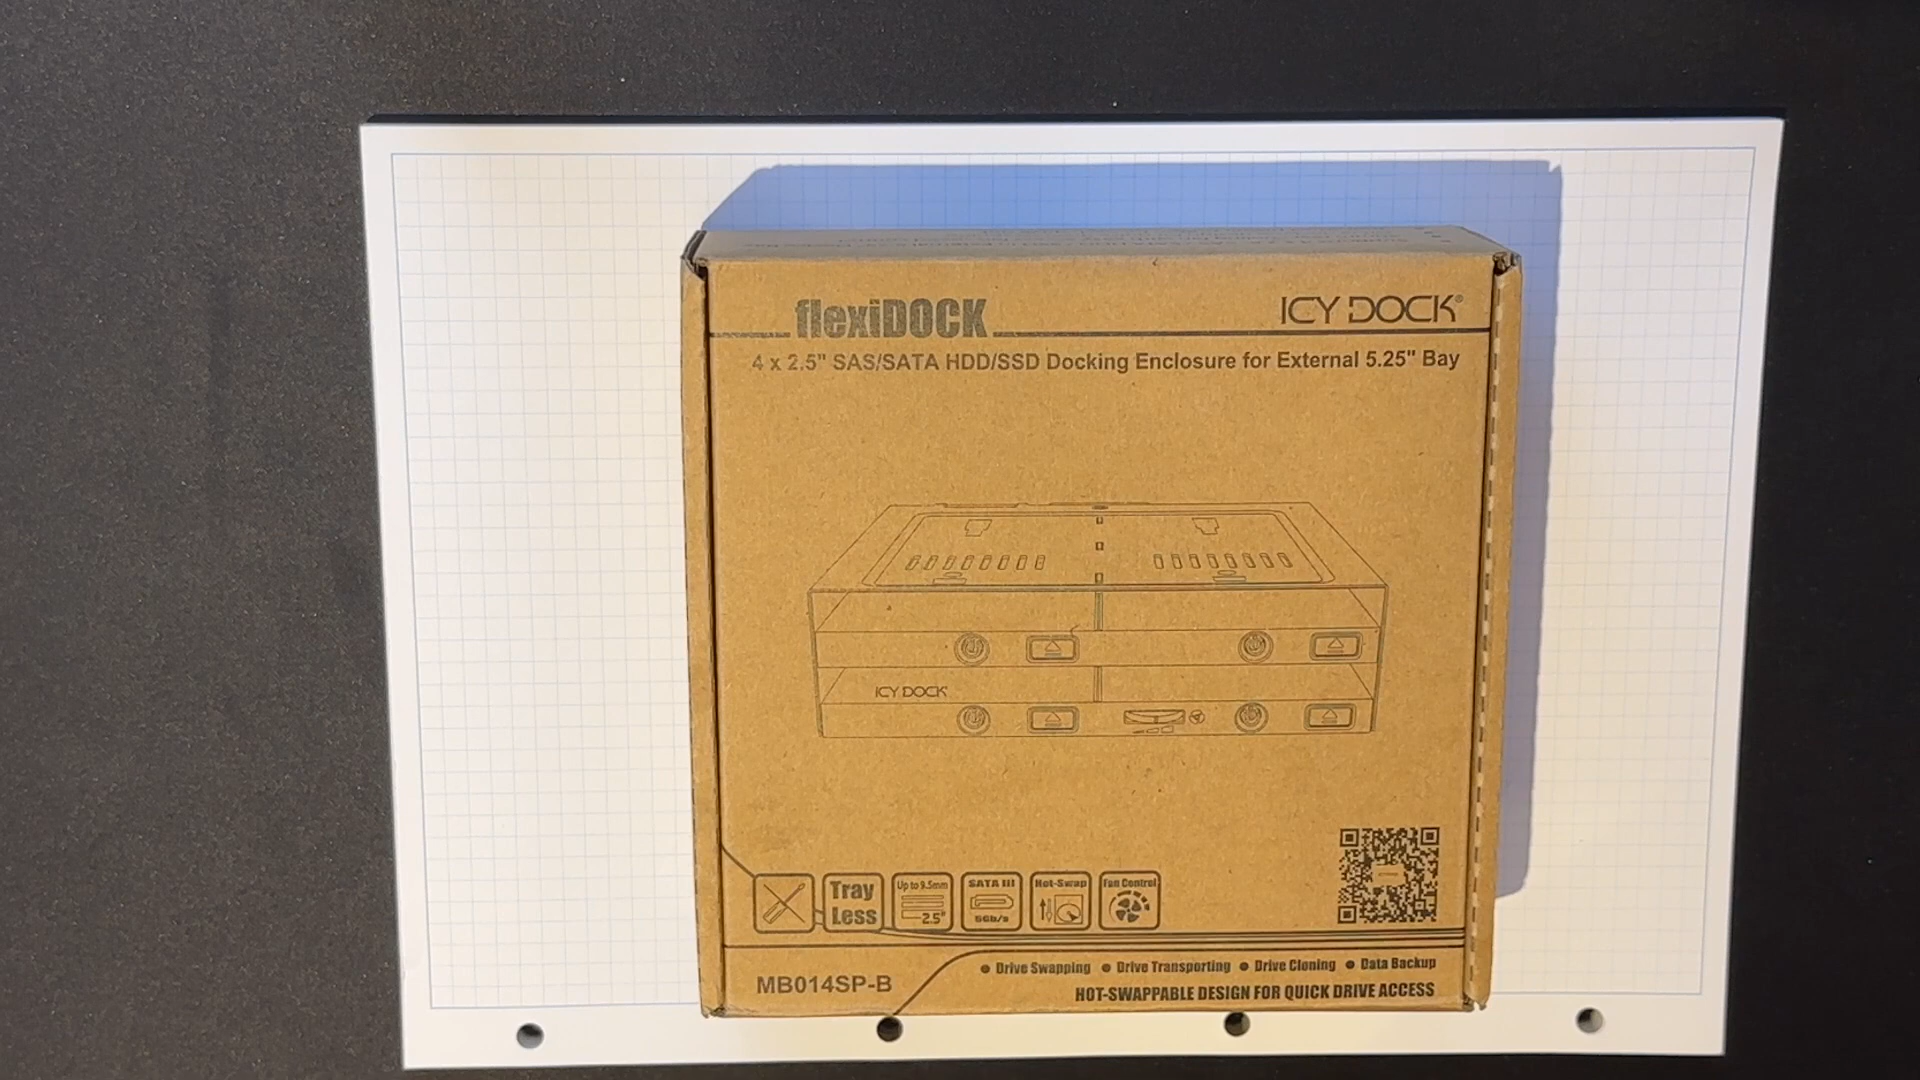 flexiDOCK
ICY DOCK®
4 x 2.5" SAS/SATA HDD/SSD Docking Enclosure for External 5.25" Bay
ICY DOCK
Tray
Less
Up to 9.5mm
2.5"
SATA III
6Gb/s
Hot-Swap
Fan Control
MB014SP-B
● Drive Swapping ● Drive Transporting ● Drive Cloning ● Data Backup
HOT-SWAPPABLE DESIGN FOR QUICK DRIVE ACCESS